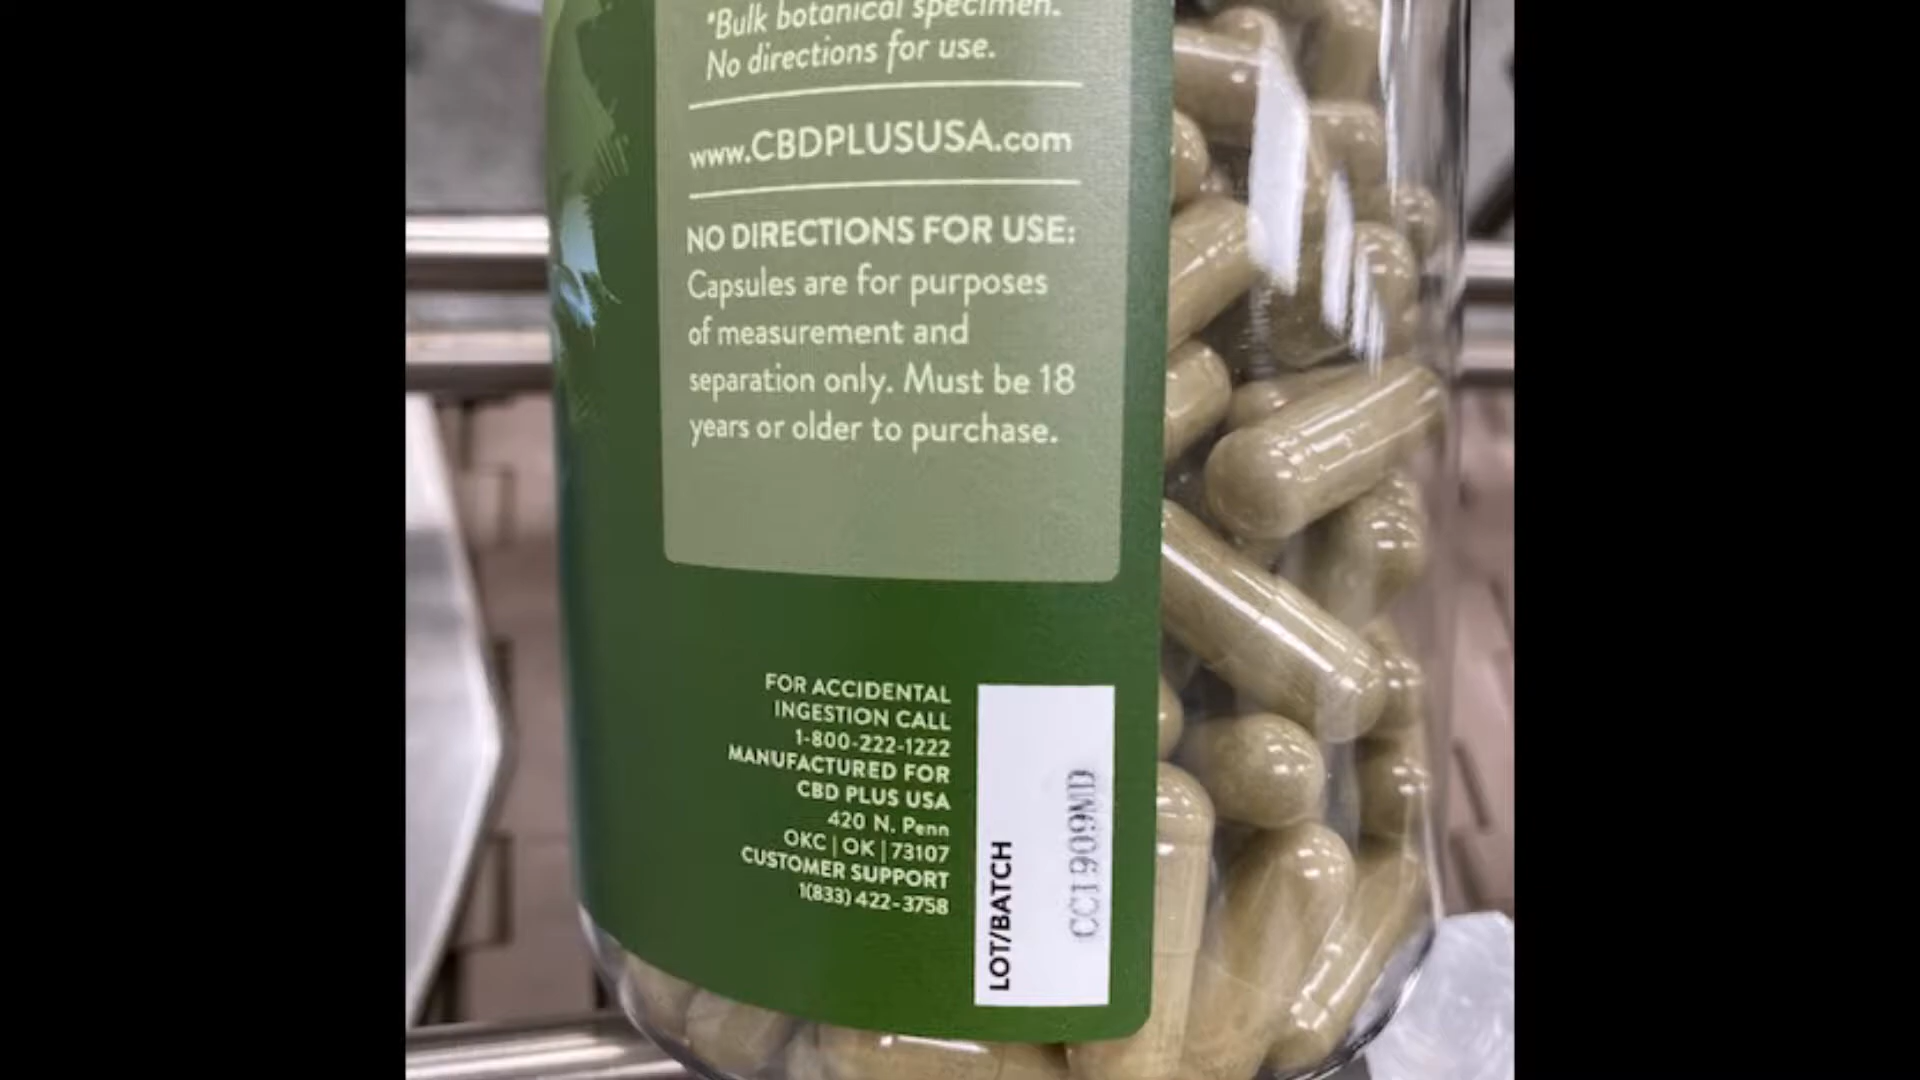 *Bulk botanical specimen.
No directions for use.
www.CBDPLUSUSA.com
NO DIRECTIONS FOR USE:
Capsules are for purposes
of measurement and
separation only. Must be 18
years or older to purchase.
FOR ACCIDENTAL
INGESTION CALL
1-800-222-1222
MANUFACTURED FOR
CBD PLUS USA
420 N. Penn
OKC | OK | 73107
CUSTOMER SUPPORT
1(833) 422-3758
LOT/BATCH
CC1909MD